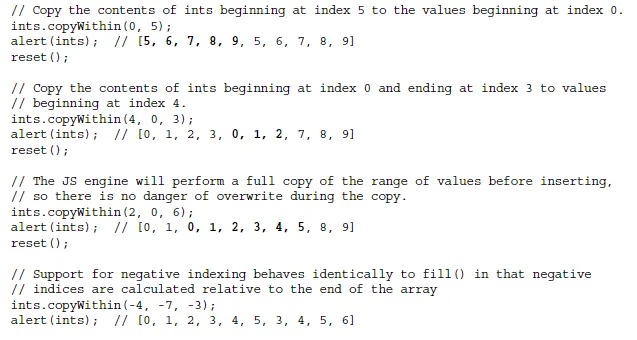 // Copy the contents of ints beginning at index 5 to the values beginning at index 0.
ints.copyWithin(0, 5);
alert(ints);  // [5, 6, 7, 8, 9, 5, 6, 7, 8, 9]
reset();
// Copy the contents of ints beginning at index 0 and ending at index 3 to values
// beginning at index 4.
ints.copyWithin(4, 0, 3);
alert(ints);  // [0, 1, 2, 3, 0, 1, 2, 7, 8, 9]
reset();
// The JS engine will perform a full copy of the range of values before inserting,
// so there is no danger of overwrite during the copy.
ints.copyWithin(2, 0, 6);
alert(ints);  // [0, 1, 0, 1, 2, 3, 4, 5, 8, 9]
reset();
// Support for negative indexing behaves identically to fill() in that negative
// indices are calculated relative to the end of the array
ints.copyWithin(-4, -7, -3);
alert(ints);  // [0, 1, 2, 3, 4, 5, 3, 4, 5, 6]